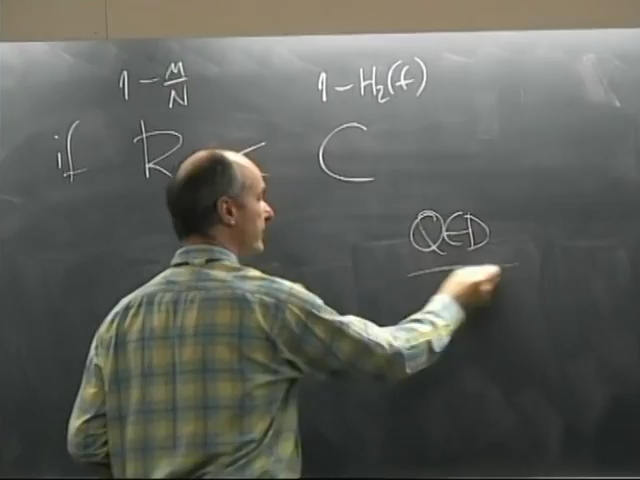 1 - M/N 1 - H₂(f)
if R < C
QED